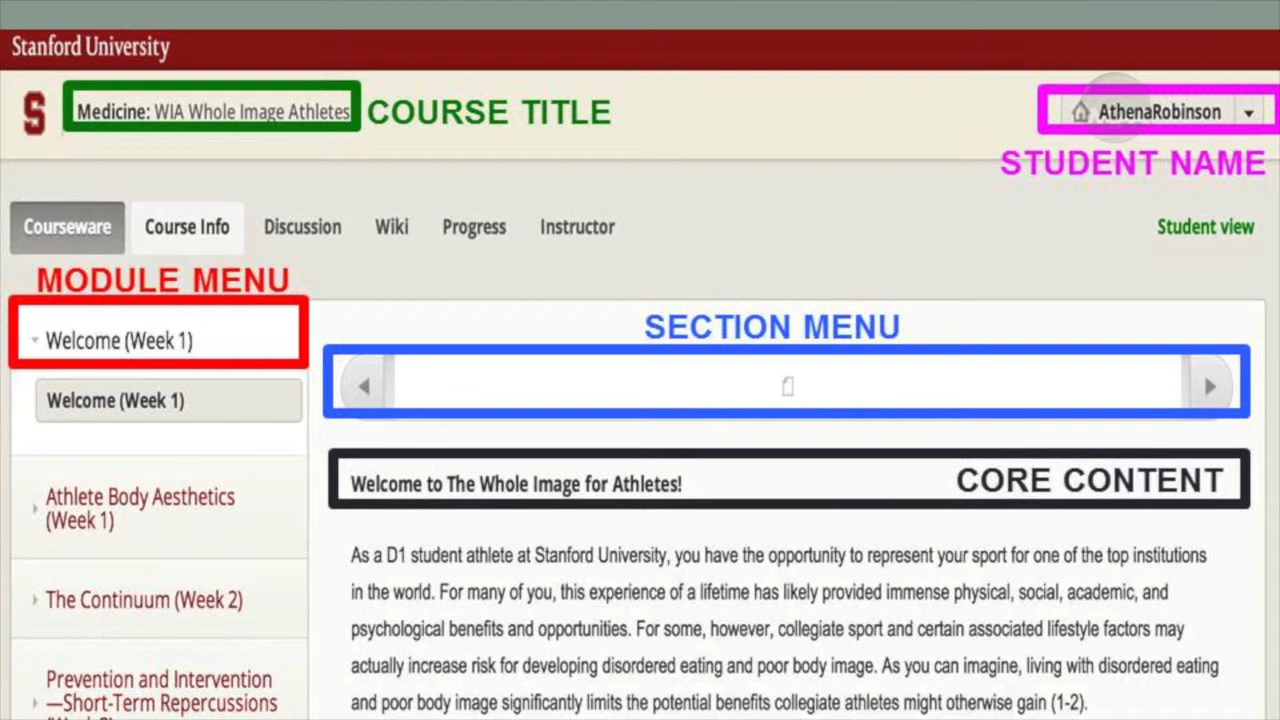 Stanford University
S
Medicine: WIA Whole Image Athletes
COURSE TITLE
AthenaRobinson
STUDENT NAME
Courseware
Course Info
Discussion
Wiki
Progress
Instructor
Student view
MODULE MENU
Welcome (Week 1)
Welcome (Week 1)
Athlete Body Aesthetics
(Week 1)
The Continuum (Week 2)
Prevention and Intervention
—Short-Term Repercussions
SECTION MENU
Welcome to The Whole Image for Athletes!
CORE CONTENT
As a D1 student athlete at Stanford University, you have the opportunity to represent your sport for one of the top institutions
in the world. For many of you, this experience of a lifetime has likely provided immense physical, social, academic, and
psychological benefits and opportunities. For some, however, collegiate sport and certain associated lifestyle factors may
actually increase risk for developing disordered eating and poor body image. As you can imagine, living with disordered eating
and poor body image significantly limits the potential benefits collegiate athletes might otherwise gain (1-2).